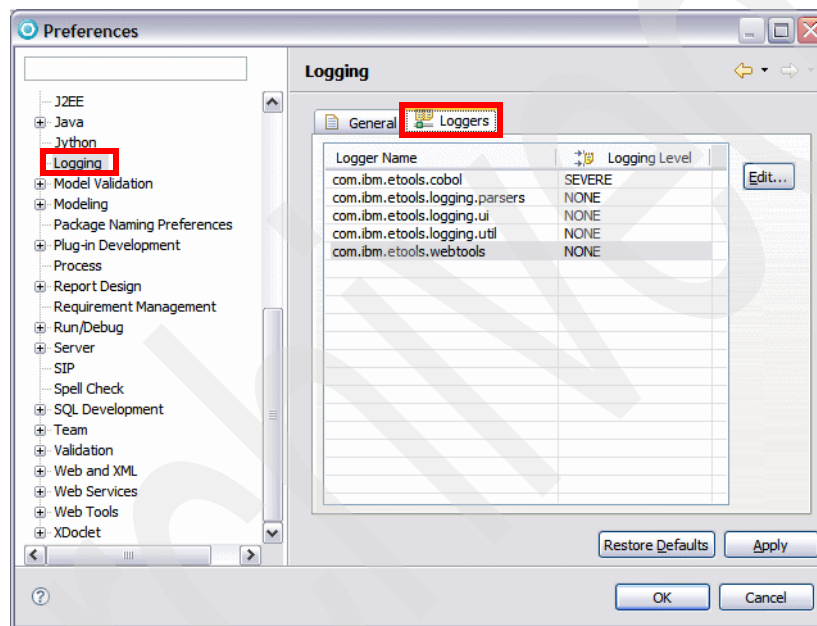 Preferences
Logging
J2EE
Java
Jython
Logging
Model Validation
Modeling
Package Naming Preferences
Plug-in Development
Process
Report Design
Requirement Management
Run/Debug
Server
SIP
Spell Check
SQL Development
Team
Validation
Web and XML
Web Services
Web Tools
XDoclet
General
Loggers
Logger Name Logging Level
com.ibm.etools.cobol SEVERE
com.ibm.etools.logging.parsers NONE
com.ibm.etools.logging.ui NONE
com.ibm.etools.logging.util NONE
com.ibm.etools.webtools NONE
Edit...
Restore Defaults Apply
OK Cancel